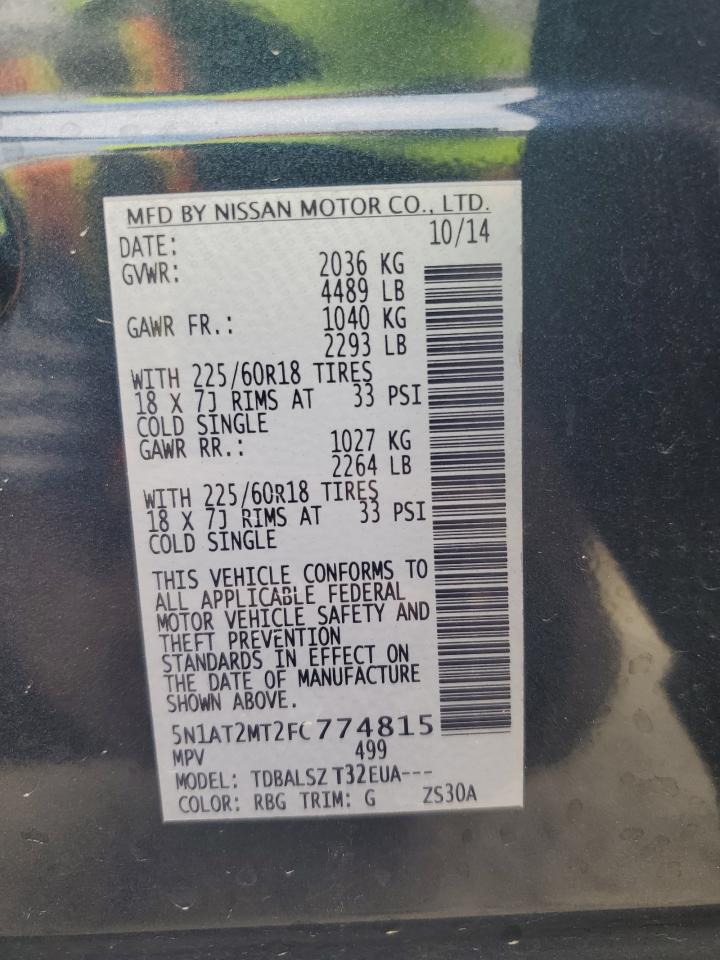 MFD BY NISSAN MOTOR CO., LTD.
DATE: 10/14
GVWR: 2036 KG
4489 LB
GAWR FR.: 1040 KG
2293 LB
WITH 225/60R18 TIRES
18 X 7J RIMS AT 33 PSI
COLD SINGLE
GAWR RR.: 1027 KG
2264 LB
WITH 225/60R18 TIRES
18 X 7J RIMS AT 33 PSI
COLD SINGLE
THIS VEHICLE CONFORMS TO
ALL APPLICABLE FEDERAL
MOTOR VEHICLE SAFETY AND
THEFT PREVENTION
STANDARDS IN EFFECT ON
THE DATE OF MANUFACTURE
SHOWN ABOVE.
5N1AT2MT2FC774815
MPV 499
MODEL: TDBALSZ T32EUA---
COLOR: RBG TRIM: G ZS30A